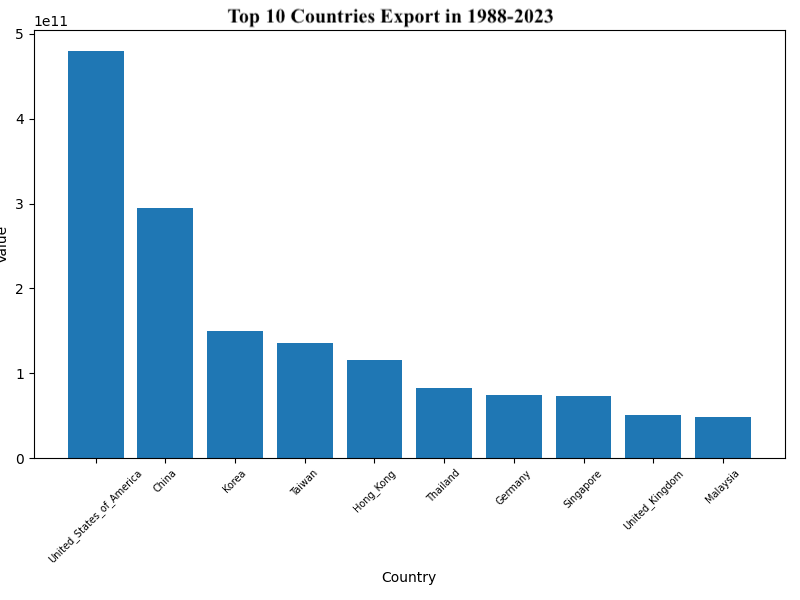 Top 10 Countries Export in 1988-2023
1e11
5
4
3
2
1
0
Value
United_States_of_America
China
Korea
Taiwan
Hong_Kong
Thailand
Germany
Singapore
United_Kingdom
Malaysia
Country